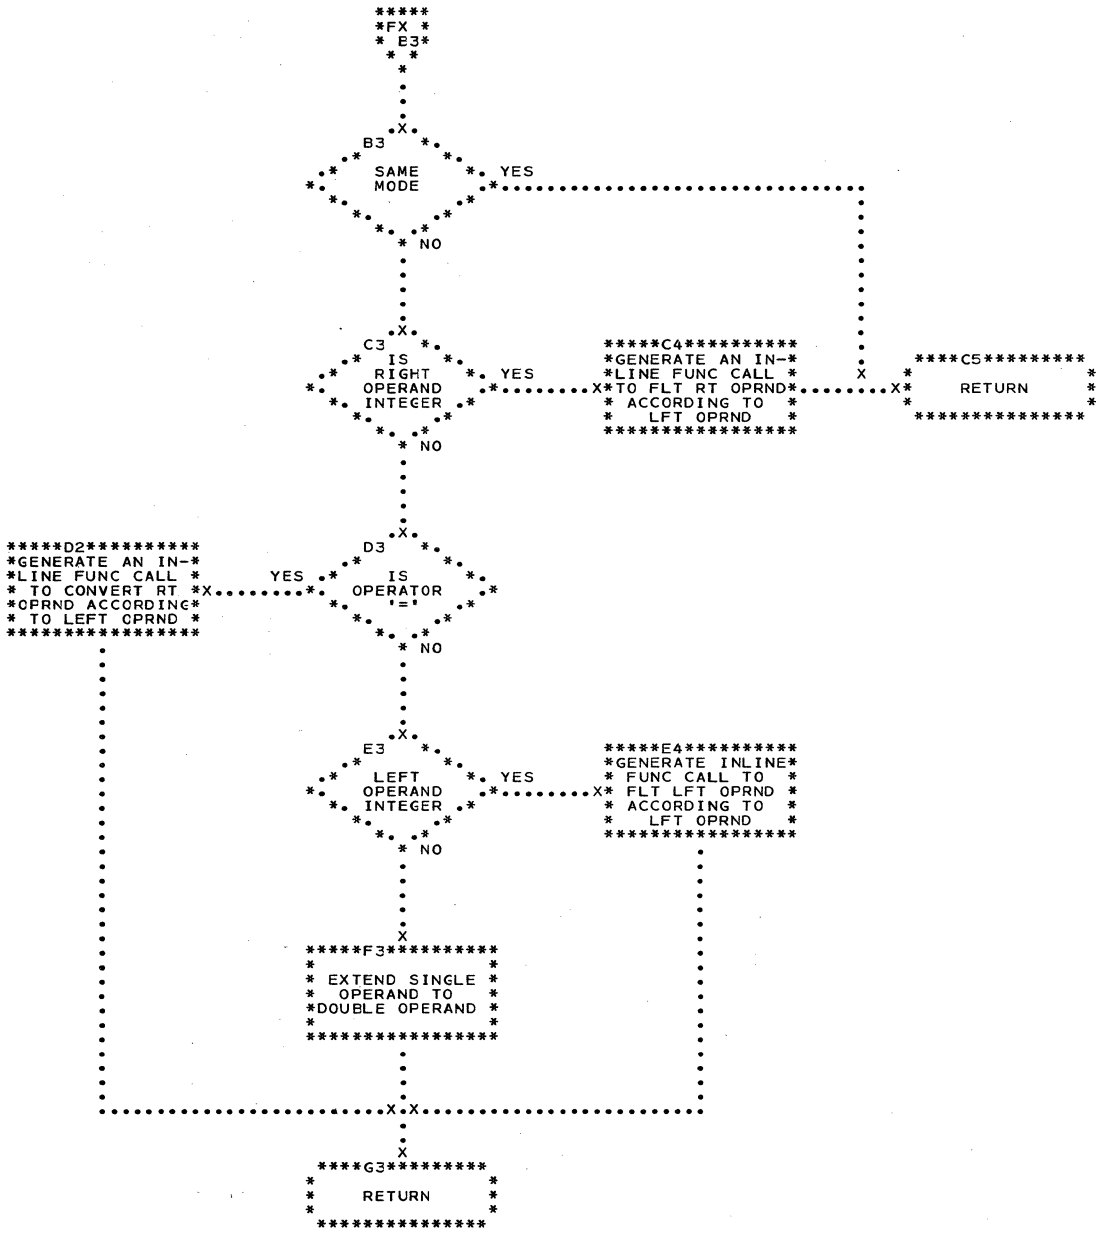 FX
B3
B3
SAME
MODE
YES
NO
C3
IS
RIGHT
OPERAND
INTEGER
YES
NO
C4
GENERATE AN IN-
LINE FUNC CALL
TO FLT RT OPRND
ACCORDING TO
LFT OPRND
X
C5
RETURN
D2
GENERATE AN IN-
LINE FUNC CALL
TO CONVERT RT
OPRND ACCORDING
TO LEFT OPRND
YES
D3
IS
OPERATOR
'='
NO
E3
LEFT
OPERAND
INTEGER
YES
NO
E4
GENERATE INLINE
FUNC CALL TO
FLT LFT OPRND
ACCORDING TO
LFT OPRND
F3
EXTEND SINGLE
OPERAND TO
DOUBLE OPERAND
G3
RETURN